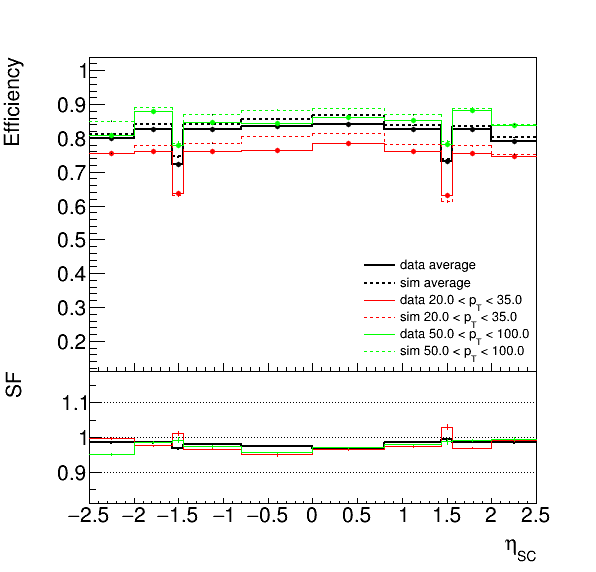 Efficiency
1
0.9
0.8
0.7
0.6
0.5
0.4
0.3
0.2
data average
sim average
data 20.0 < p_T < 35.0
sim 20.0 < p_T < 35.0
data 50.0 < p_T < 100.0
sim 50.0 < p_T < 100.0
SF
1.1
1
0.9
−2.5 −2 −1.5 −1 −0.5 0 0.5 1 1.5 2 2.5
η_SC